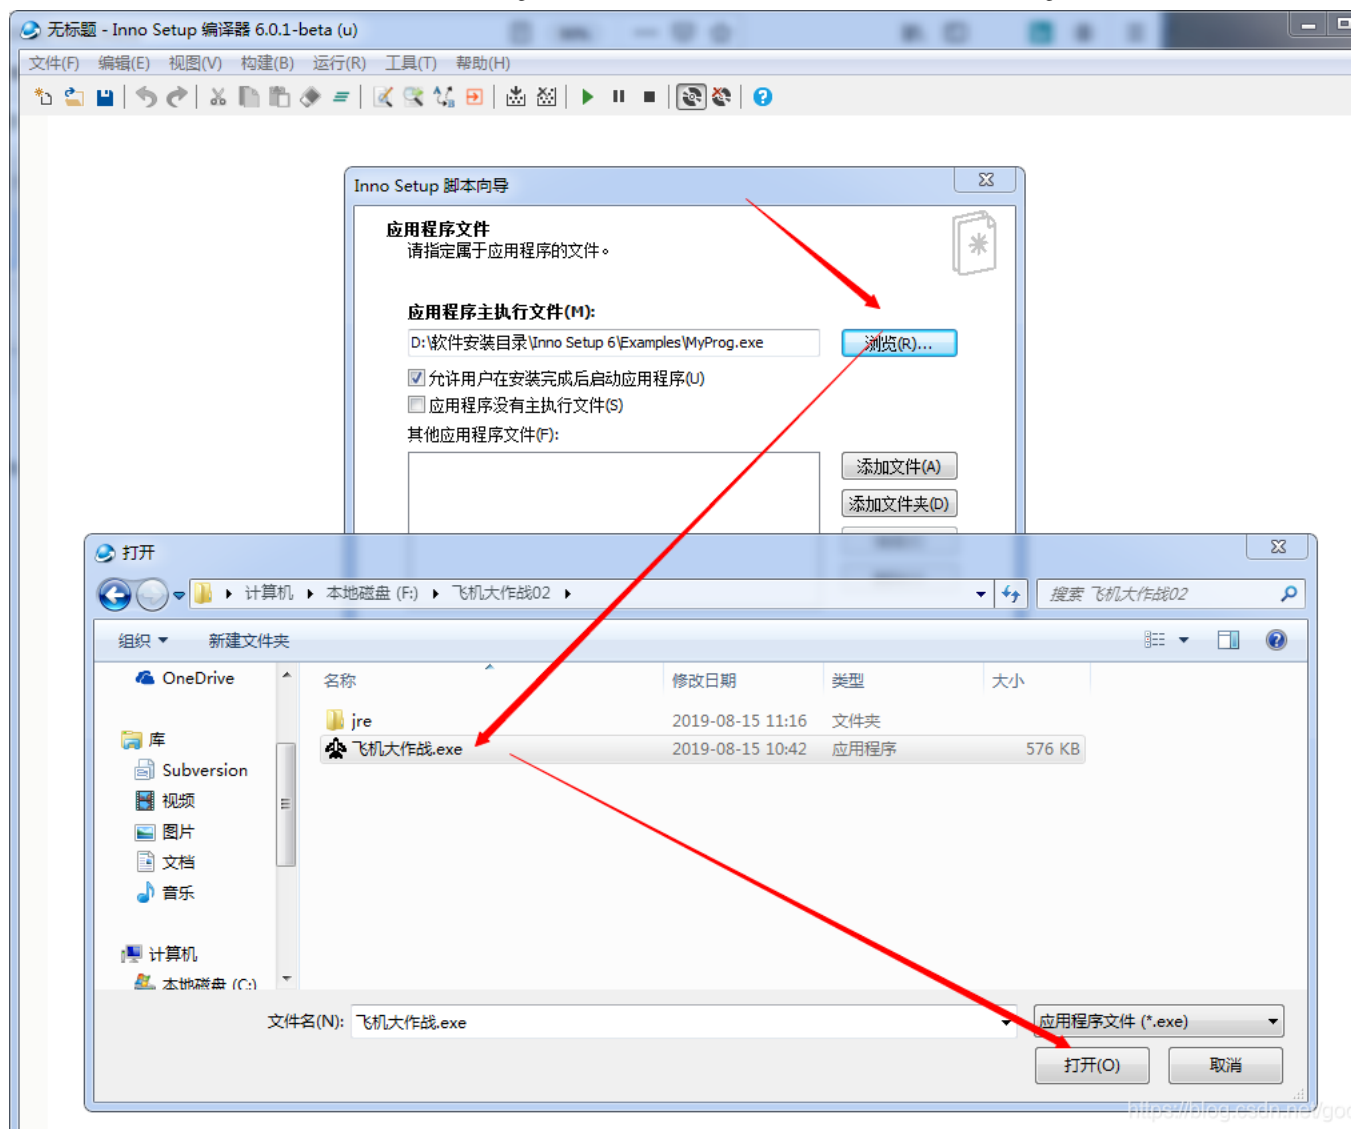 无标题 - Inno Setup 编译器 6.0.1-beta (u)
文件(F) 编辑(E) 视图(V) 构建(B) 运行(R) 工具(T) 帮助(H)
Inno Setup 脚本向导
应用程序文件
请指定属于应用程序的文件。
应用程序主执行文件(M):
D:\软件安装目录\Inno Setup 6\Examples\MyProg.exe
浏览(R)...
允许用户在安装完成后启动应用程序(U)
应用程序没有主执行文件(S)
其他应用程序文件(F):
添加文件(A)
添加文件夹(D)
打开
计算机 本地磁盘 (F:) 飞机大作战02
搜索 飞机大作战02
组织 新建文件夹
OneDrive
库
Subversion
视频
图片
文档
音乐
计算机
本地磁盘 (C:)
名称 修改日期 类型 大小
jre 2019-08-15 11:16 文件夹
飞机大作战.exe 2019-08-15 10:42 应用程序 576 KB
文件名(N): 飞机大作战.exe
应用程序文件 (*.exe)
打开(O) 取消
https://blog.csdn.net/goo